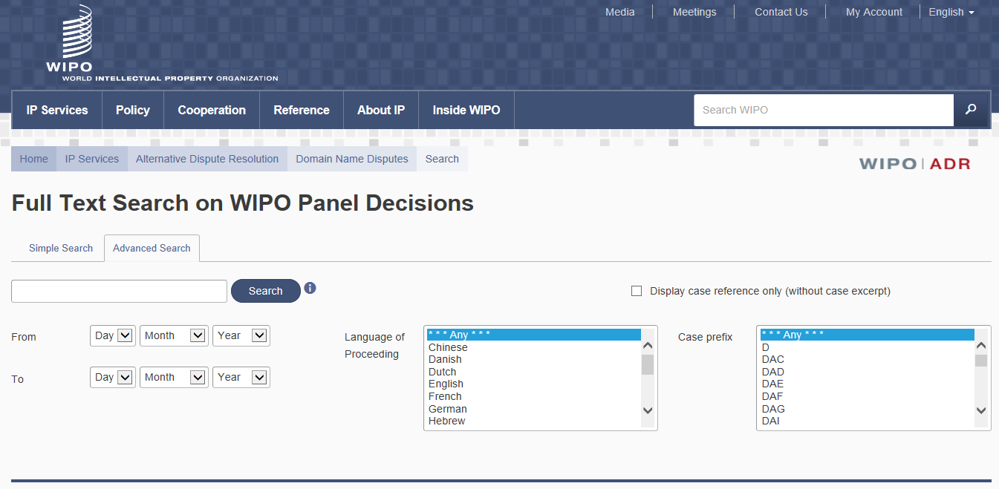 Media Meetings Contact Us My Account English
WIPO
WORLD INTELLECTUAL PROPERTY ORGANIZATION
IP Services Policy Cooperation Reference About IP Inside WIPO Search WIPO
Home IP Services Alternative Dispute Resolution Domain Name Disputes Search
WIPO | ADR
Full Text Search on WIPO Panel Decisions
Simple Search Advanced Search
Search i Display case reference only (without case excerpt)
From Day Month Year
To Day Month Year
Language of
Proceeding
* * * Any * * *
Chinese
Danish
Dutch
English
French
German
Hebrew
Case prefix
* * * Any * * *
D
DAC
DAD
DAE
DAF
DAG
DAI